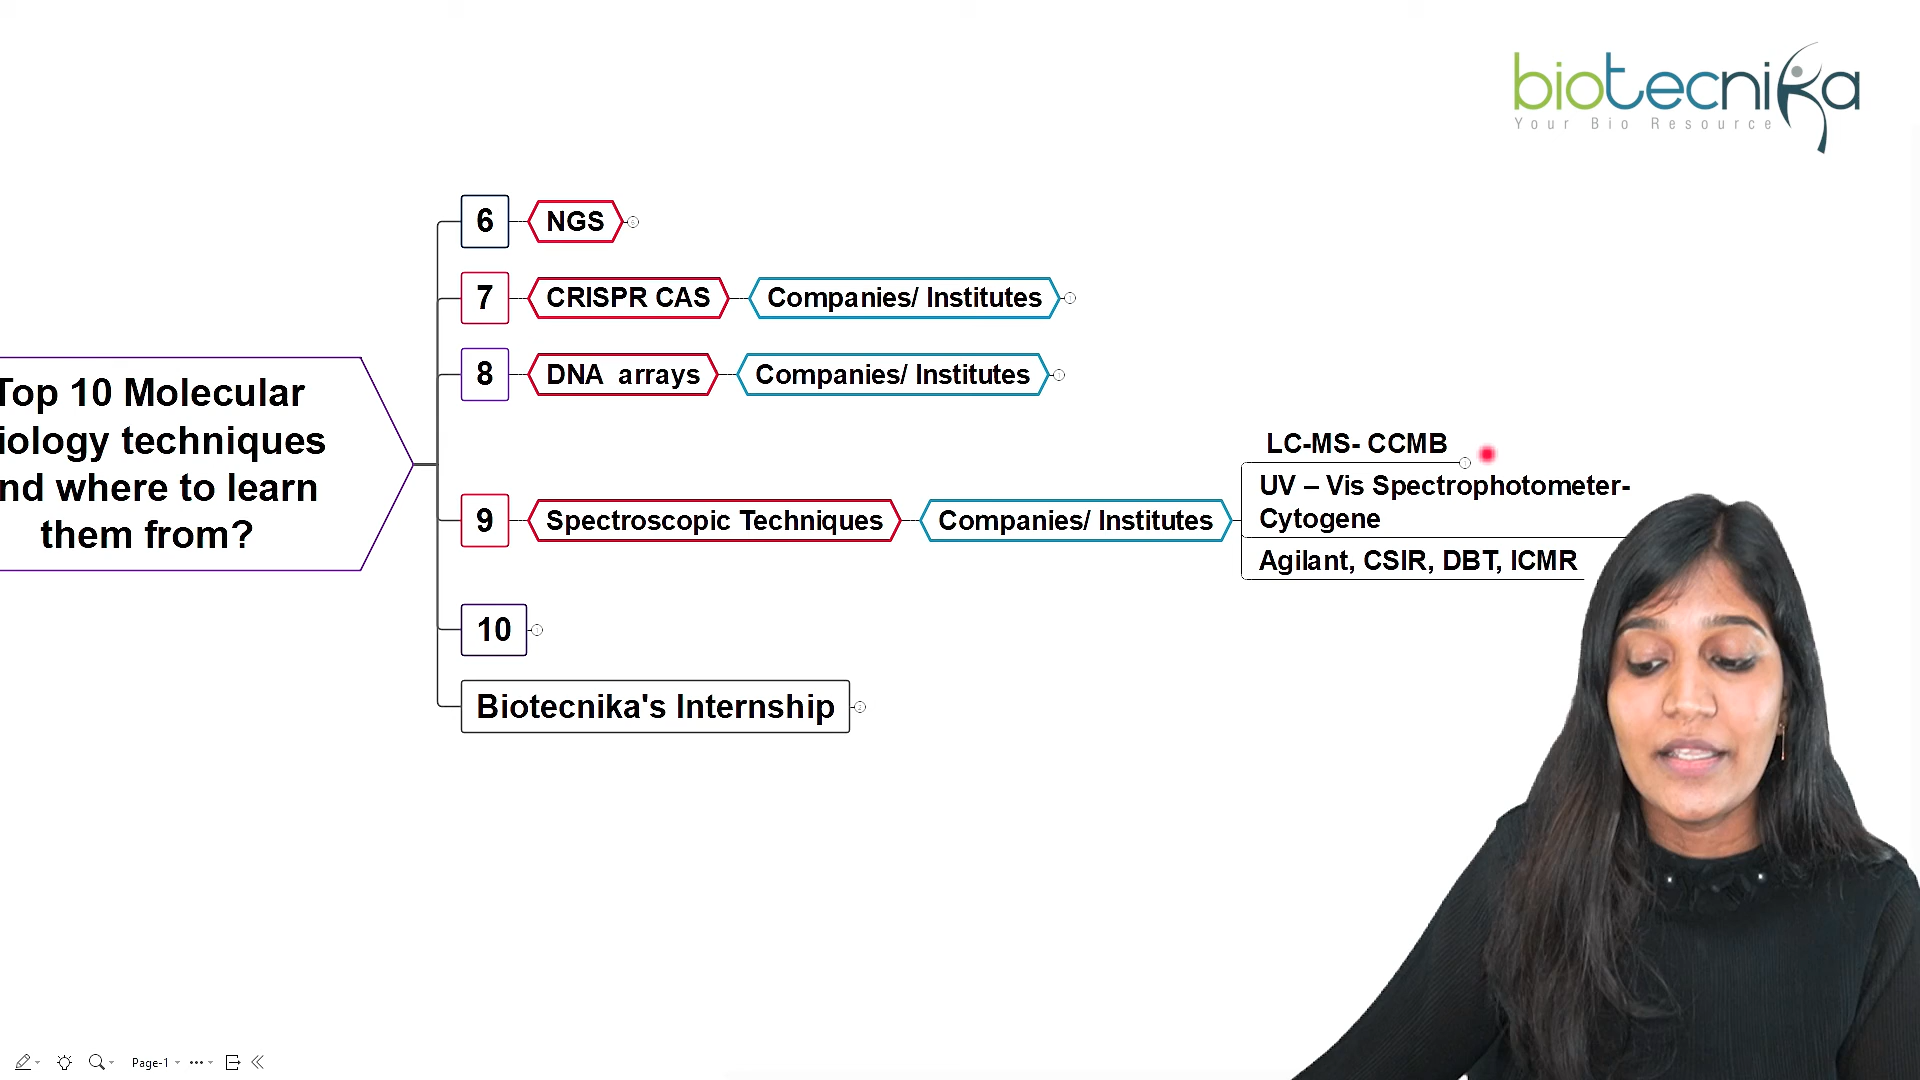 biotecnika
Your Bio Resource
6
NGS
7
CRISPR CAS
Companies/ Institutes
8
DNA arrays
Companies/ Institutes
Top 10 Molecular
iology techniques
nd where to learn
them from?
9
Spectroscopic Techniques
Companies/ Institutes
LC-MS- CCMB
UV – Vis Spectrophotometer-
Cytogene
Agilant, CSIR, DBT, ICMR
10
Biotecnika's Internship
Page-1